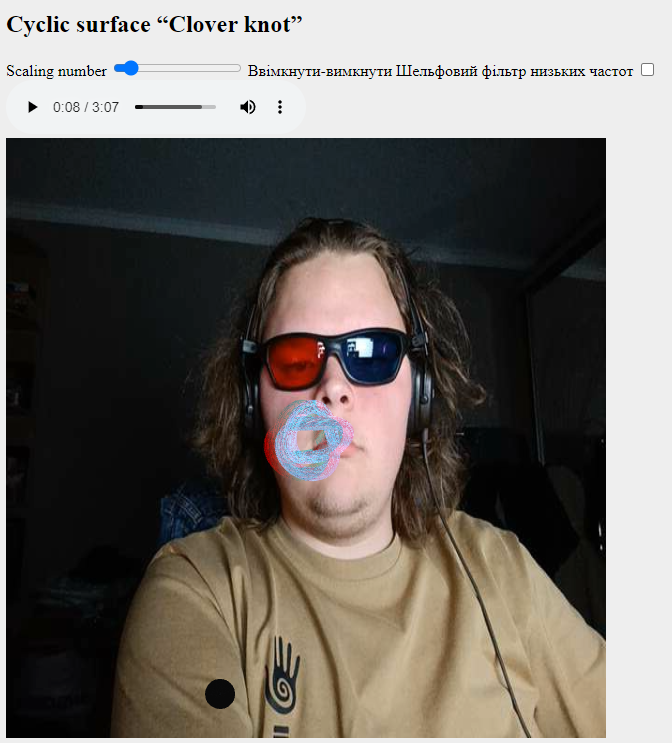 Cyclic surface “Clover knot”
Scaling number Ввімкнути-вимкнути Шельфовий фільтр низьких частот
0:08 / 3:07